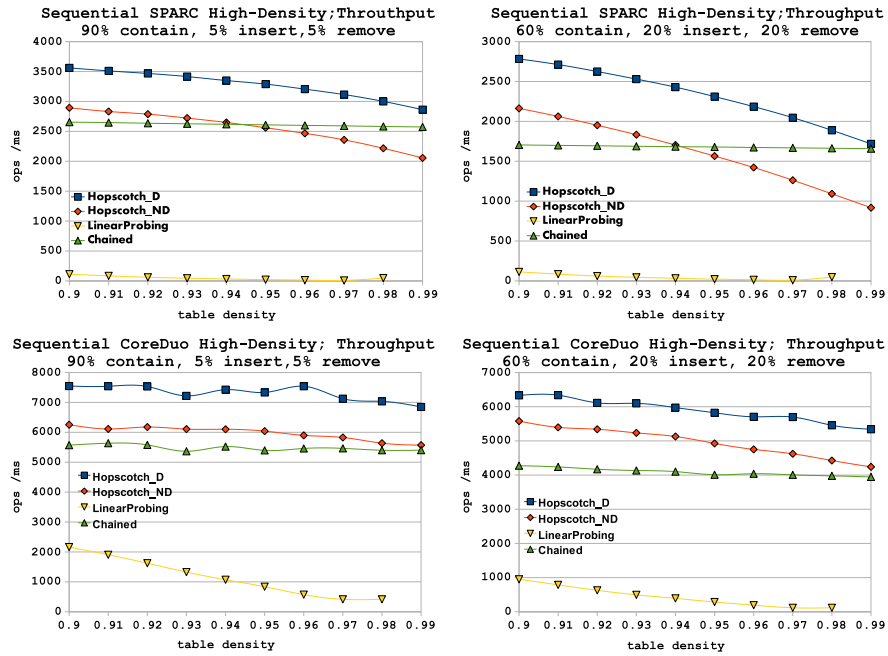 Sequential SPARC High-Density;Throuthput
90% contain, 5% insert,5% remove
4000
3500
3000
2500
2000
1500
1000
500
0
ops /ms
Hopscotch_D
Hopscotch_ND
LinearProbing
Chained
0.9 0.91 0.92 0.93 0.94 0.95 0.96 0.97 0.98 0.99
table density
Sequential SPARC High-Density;Throughput
60% contain, 20% insert, 20% remove
3000
2500
2000
1500
1000
500
0
ops /ms
Hopscotch_D
Hopscotch_ND
LinearProbing
Chained
0.9 0.91 0.92 0.93 0.94 0.95 0.96 0.97 0.98 0.99
table density
Sequential CoreDuo High-Density; Throughput
90% contain, 5% insert,5% remove
8000
7000
6000
5000
4000
3000
2000
1000
0
ops /ms
Hopscotch_D
Hopscotch_ND
LinearProbing
Chained
0.9 0.91 0.92 0.93 0.94 0.95 0.96 0.97 0.98 0.99
table density
Sequential CoreDuo High-Density; Throughput
60% contain, 20% insert, 20% remove
7000
6000
5000
4000
3000
2000
1000
0
ops /ms
Hopscotch_D
Hopscotch_ND
LinearProbing
Chained
0.9 0.91 0.92 0.93 0.94 0.95 0.96 0.97 0.98 0.99
table density